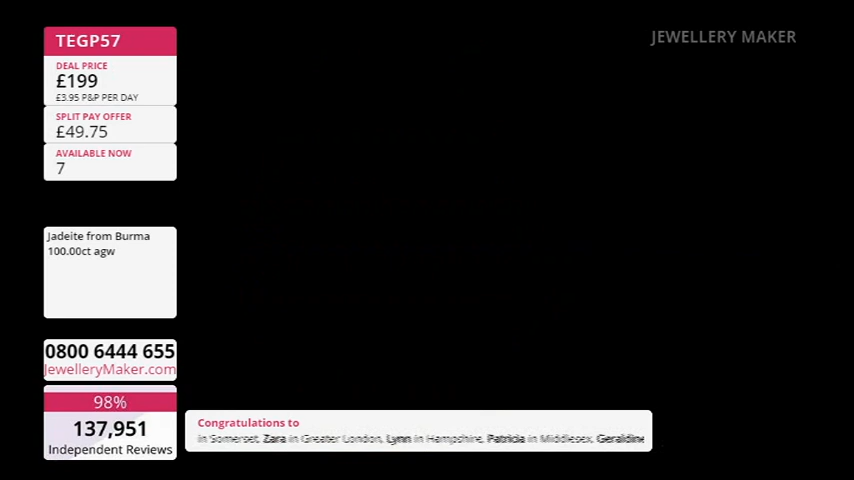 TEGP57
DEAL PRICE
£199
£3.95 P&P PER DAY
SPLIT PAY OFFER
£49.75
AVAILABLE NOW
7
JEWELLERY MAKER
Jadeite from Burma
100.00ct agw
0800 6444 655
JewelleryMaker.com
98%
137,951
Independent Reviews
Congratulations to
in Somerset, Zara in Greater London, Lynn in Hampshire, Patricia in Middlesex, Geraldine